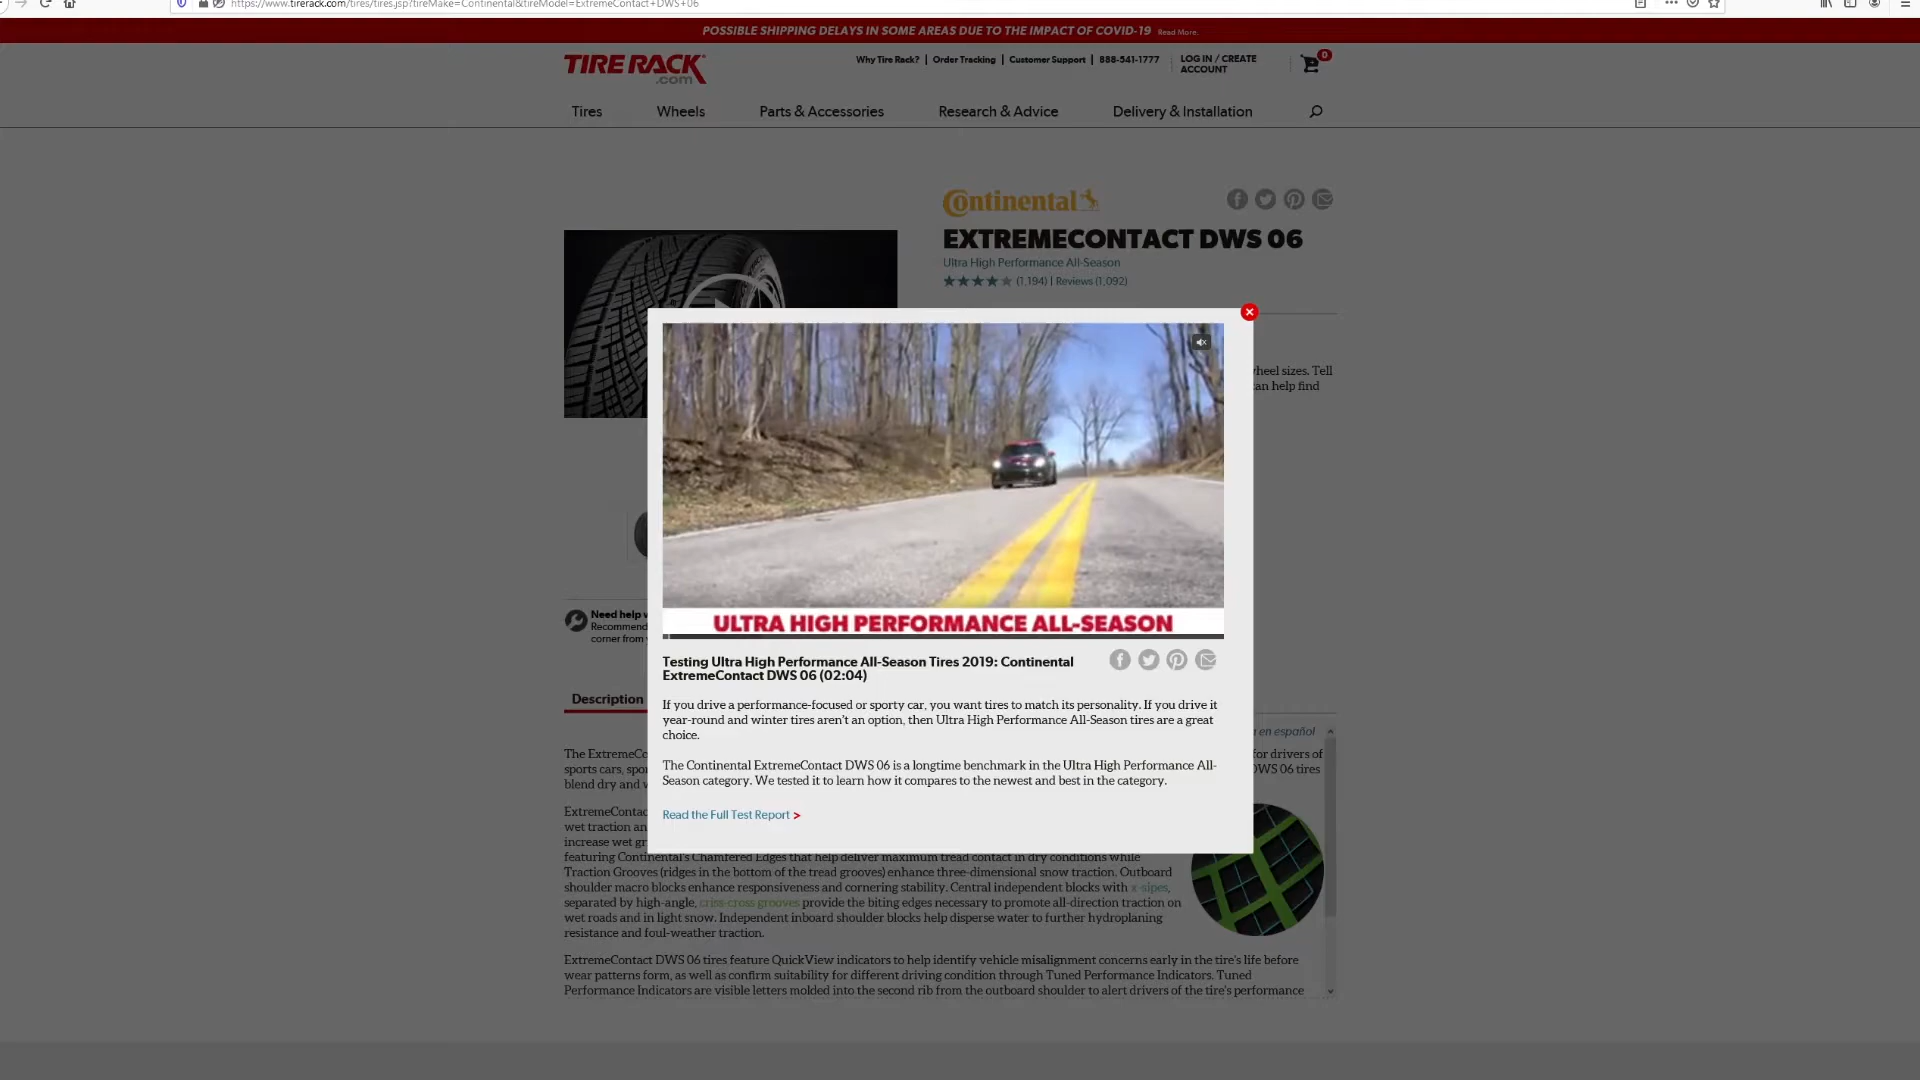 https://www.tirerack.com/tires/tires.jsp?tireMake=Continental&tireModel=ExtremeContact+DWS+06
POSSIBLE SHIPPING DELAYS IN SOME AREAS DUE TO THE IMPACT OF COVID-19 Read More.
TIRE RACK
.com
Why Tire Rack? | Order Tracking | Customer Support | 888-541-1777
LOG IN / CREATE
ACCOUNT
0
Tires Wheels Parts & Accessories Research & Advice Delivery & Installation
Continental
EXTREMECONTACT DWS 06
Ultra High Performance All-Season
(1,194) | Reviews (1,092)
wheel sizes. Tell
can help find
ULTRA HIGH PERFORMANCE ALL-SEASON
Need help
Recommend
corner from
Testing Ultra High Performance All-Season Tires 2019: Continental
ExtremeContact DWS 06 (02:04)
If you drive a performance-focused or sporty car, you want tires to match its personality. If you drive it
year-round and winter tires aren't an option, then Ultra High Performance All-Season tires are a great
choice.
The Continental ExtremeContact DWS 06 is a longtime benchmark in the Ultra High Performance All-
Season category. We tested it to learn how it compares to the newest and best in the category.
Read the Full Test Report >
Description
en español
The ExtremeCo for drivers of
sports cars, spor DWS 06 tires
blend dry and
ExtremeContac
wet traction an
increase wet gr
featuring Continental's Chamfered Edges that help deliver maximum tread contact in dry conditions while
Traction Grooves (ridges in the bottom of the tread grooves) enhance three-dimensional snow traction. Outboard
shoulder macro blocks enhance responsiveness and cornering stability. Central independent blocks with x-sipes,
separated by high-angle, criss-cross grooves provide the biting edges necessary to promote all-direction traction on
wet roads and in light snow. Independent inboard shoulder blocks help disperse water to further hydroplaning
resistance and foul-weather traction.
ExtremeContact DWS 06 tires feature QuickView indicators to help identify vehicle misalignment concerns early in the tire's life before
wear patterns form, as well as confirm suitability for different driving condition through Tuned Performance Indicators. Tuned
Performance Indicators are visible letters molded into the second rib from the outboard shoulder to alert drivers of the tire's performance